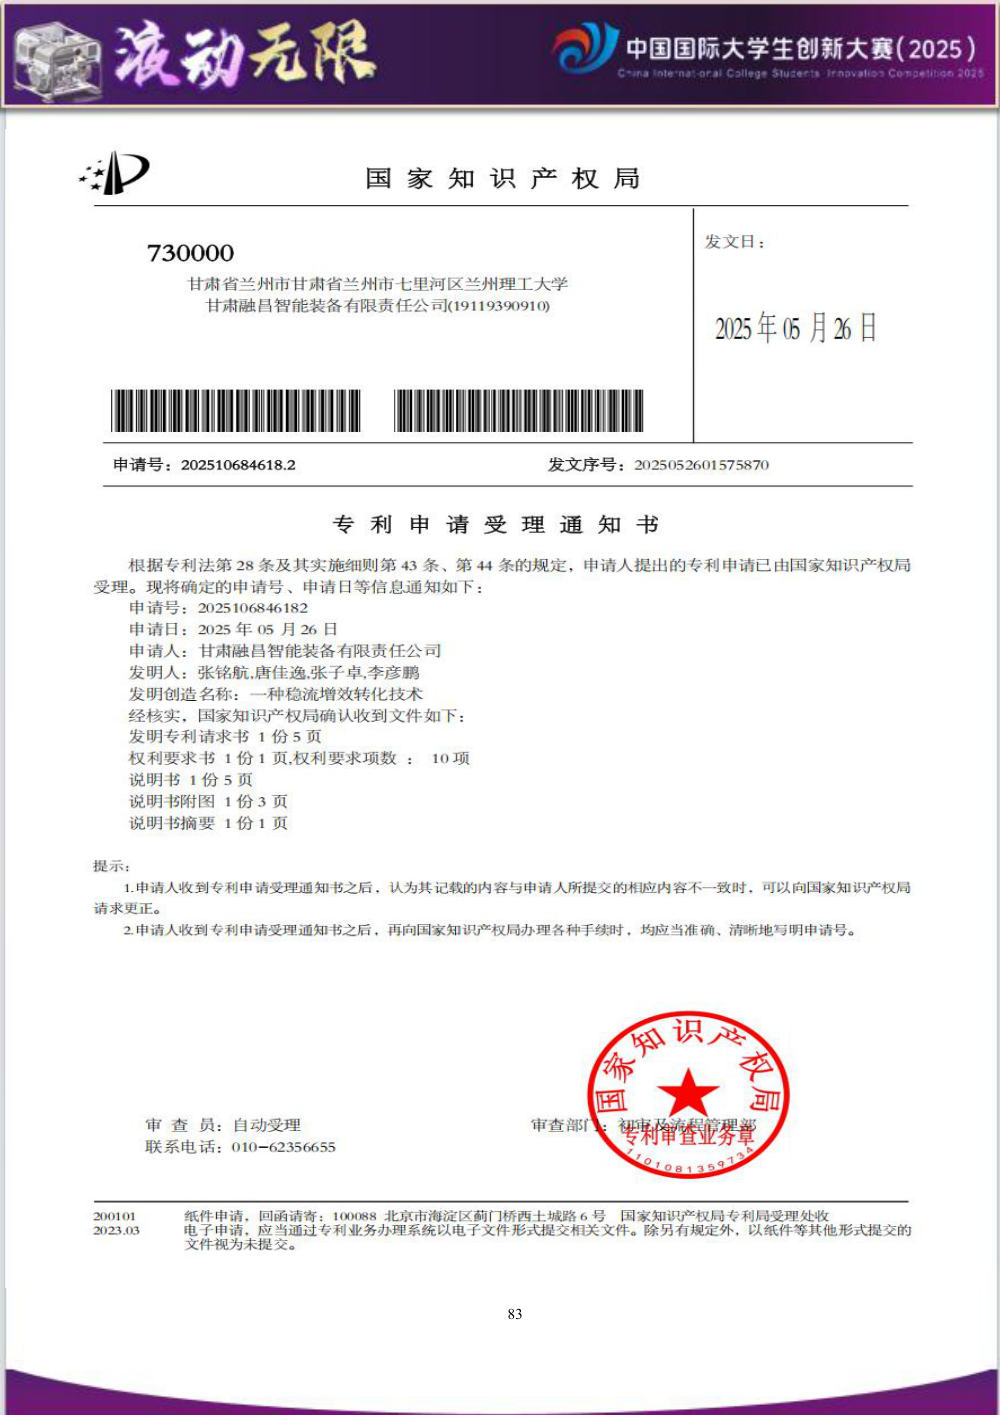 液动无限
中国国际大学生创新大赛(2025)
China International College Students' Innovation Competition 2025
国家知识产权局
730000
甘肃省兰州市甘肃省兰州市七里河区兰州理工大学
甘肃融昌智能装备有限责任公司(19119390910)
发文日：
2025年05月26日
申请号：202510684618.2
发文序号：2025052601575870
专利申请受理通知书
根据专利法第28条及其实施细则第43条、第44条的规定，申请人提出的专利申请已由国家知识产权局
受理。现将确定的申请号、申请日等信息通知如下：
申请号：2025106846182
申请日：2025年05月26日
申请人：甘肃融昌智能装备有限责任公司
发明人：张铭航,唐佳逸,张子卓,李彦鹏
发明创造名称：一种稳流增效转化技术
经核实，国家知识产权局确认收到文件如下：
发明专利请求书 1份5页
权利要求书 1份1页,权利要求项数 ： 10项
说明书 1份5页
说明书附图 1份3页
说明书摘要 1份1页
提示：
1.申请人收到专利申请受理通知书之后，认为其记载的内容与申请人所提交的相应内容不一致时，可以向国家知识产权局
请求更正。
2.申请人收到专利申请受理通知书之后，再向国家知识产权局办理各种手续时，均应当准确、清晰地写明申请号。
国家知识产权局
审查员：自动受理
审查部门：初审及流程管理部
专利审查业务章
联系电话：010-62356655
1101081359734
200101 纸件申请，回函请寄：100088 北京市海淀区蓟门桥西土城路6号 国家知识产权局专利局受理处收
2023.03 电子申请，应当通过专利业务办理系统以电子文件形式提交相关文件。除另有规定外，以纸件等其他形式提交的
文件视为未提交。
83